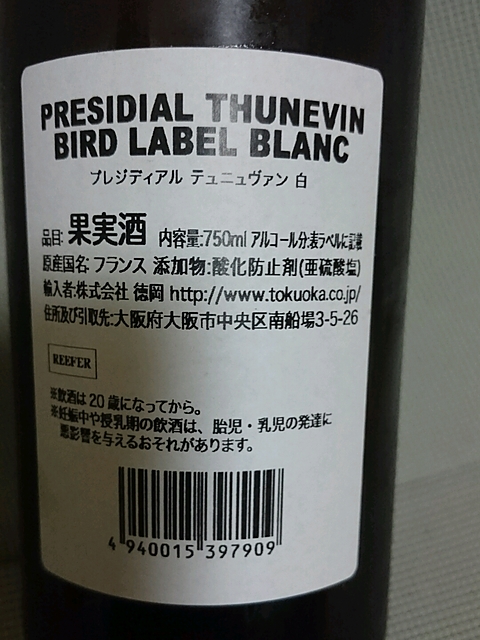 PRESIDIAL THUNEVIN
BIRD LABEL BLANC
プレジディアル テュニュヴァン 白
品目: 果実酒 内容量:750ml アルコール分:表ラベルに記載
原産国名: フランス 添加物:酸化防止剤(亜硫酸塩)
輸入者:株式会社 徳岡 http://www.tokuoka.co.jp/
住所及び引取先:大阪府大阪市中央区南船場3-5-26
REEFER
※飲酒は20歳になってから。
※妊娠中や授乳期の飲酒は、胎児・乳児の発達に
悪影響を与えるおそれがあります。
4 940015 397909